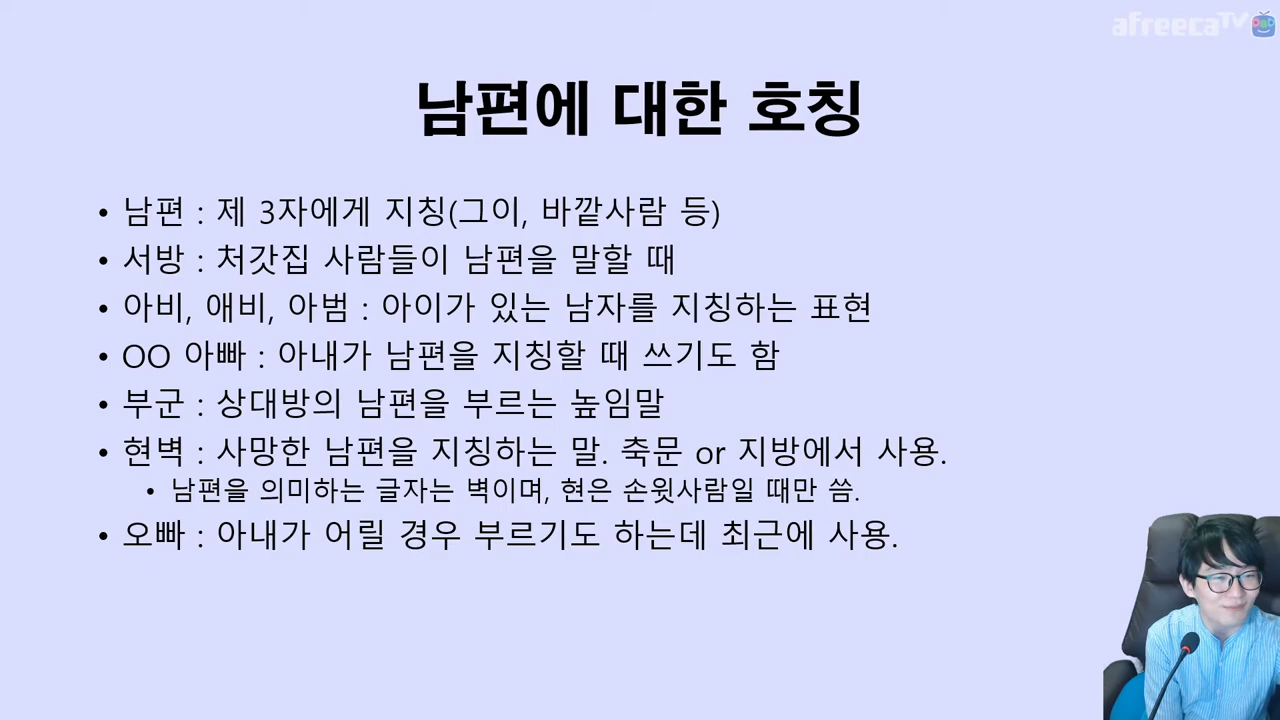 afreecaTV
남편에 대한 호칭
• 남편 : 제 3자에게 지칭(그이, 바깥사람 등)
• 서방 : 처갓집 사람들이 남편을 말할 때
• 아비, 애비, 아범 : 아이가 있는 남자를 지칭하는 표현
• OO 아빠 : 아내가 남편을 지칭할 때 쓰기도 함
• 부군 : 상대방의 남편을 부르는 높임말
• 현벽 : 사망한 남편을 지칭하는 말. 축문 or 지방에서 사용.
• 남편을 의미하는 글자는 벽이며, 현은 손윗사람일 때만 씀.
• 오빠 : 아내가 어릴 경우 부르기도 하는데 최근에 사용.